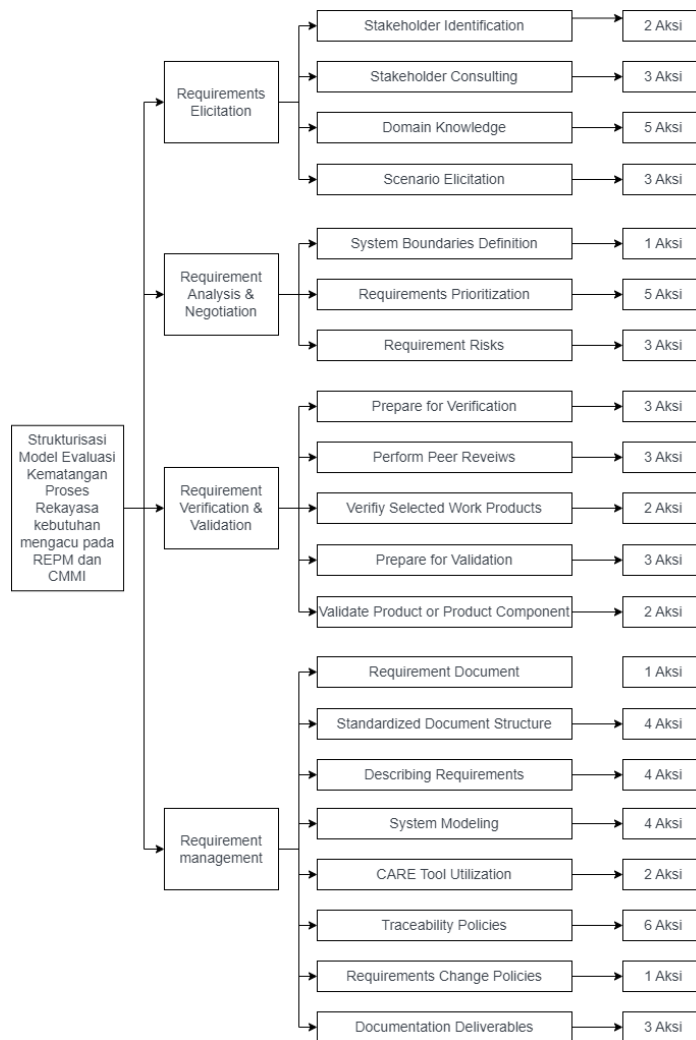 Stakeholder Identification
2 Aksi
Requirements
Elicitation
Stakeholder Consulting
3 Aksi
Domain Knowledge
5 Aksi
Scenario Elicitation
3 Aksi
System Boundaries Definition
1 Aksi
Requirement
Analysis &
Negotiation
Requirements Prioritization
5 Aksi
Requirement Risks
3 Aksi
Prepare for Verification
3 Aksi
Strukturisasi
Model Evaluasi
Kematangan
Proses
Rekayasa
kebutuhan
mengacu pada
REPM dan
CMMI
Perform Peer Reveiws
3 Aksi
Requirement
Verification &
Validation
Verifiy Selected Work Products
2 Aksi
Prepare for Validation
3 Aksi
Validate Product or Product Component
2 Aksi
Requirement Document
1 Aksi
Standardized Document Structure
4 Aksi
Describing Requirements
4 Aksi
Requirement
management
System Modeling
4 Aksi
CARE Tool Utilization
2 Aksi
Traceability Policies
6 Aksi
Requirements Change Policies
1 Aksi
Documentation Deliverables
3 Aksi